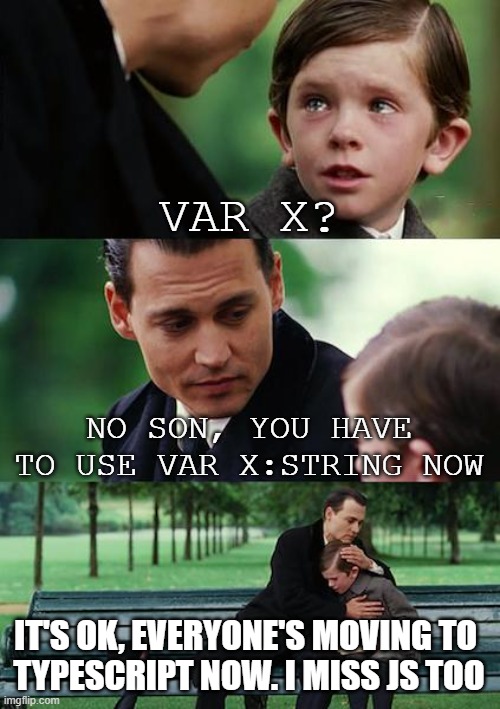 VAR X?
NO SON, YOU HAVE
TO USE VAR X:STRING NOW
IT'S OK, EVERYONE'S MOVING TO
TYPESCRIPT NOW. I MISS JS TOO
imgflip.com